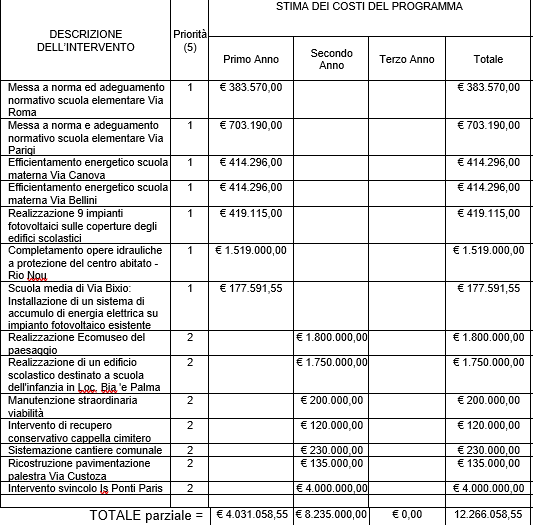 STIMA DEI COSTI DEL PROGRAMMA
DESCRIZIONE
DELL'INTERVENTO
Priorità
(5)
Primo Anno
Secondo
Anno
Terzo Anno
Totale
Messa a norma ed adeguamento
normativo scuola elementare Via
Roma
1 € 383.570,00 € 383.570,00
Messa a norma e adeguamento
normativo scuola elementare Via
Parigi
1 € 703.190,00 € 703.190,00
Efficientamento energetico scuola
materna Via Canova
1 € 414.296,00 € 414.296,00
Efficientamento energetico scuola
materna Via Bellini
1 € 414.296,00 € 414.296,00
Realizzazione 9 impianti
fotovoltaici sulle coperture degli
edifici scolastici
1 € 419.115,00 € 419.115,00
Completamento opere idrauliche
a protezione del centro abitato -
Rio Nou
1 € 1.519.000,00 € 1.519.000,00
Scuola media di Via Bixio:
Installazione di un sistema di
accumulo di energia elettrica su
impianto fotovoltaico esistente
1 € 177.591,55 € 177.591,55
Realizzazione Ecomuseo del
paesaggio
2 € 1.800.000,00 € 1.800.000,00
Realizzazione di un edificio
scolastico destinato a scuola
dell'infanzia in Loc. Bia 'e Palma
2 € 1.750.000,00 € 1.750.000,00
Manutenzione straordinaria
viabilità
2 € 200.000,00 € 200.000,00
Intervento di recupero
conservativo cappella cimitero
2 € 120.000,00 € 120.000,00
Sistemazione cantiere comunale 2 € 230.000,00 € 230.000,00
Ricostruzione pavimentazione
palestra Via Custoza
2 € 135.000,00 € 135.000,00
Intervento svincolo Is Ponti Paris 2 € 4.000.000,00 € 4.000.000,00
TOTALE parziale = € 4.031.058,55 € 8.235.000,00 € 0,00 12.266.058,55